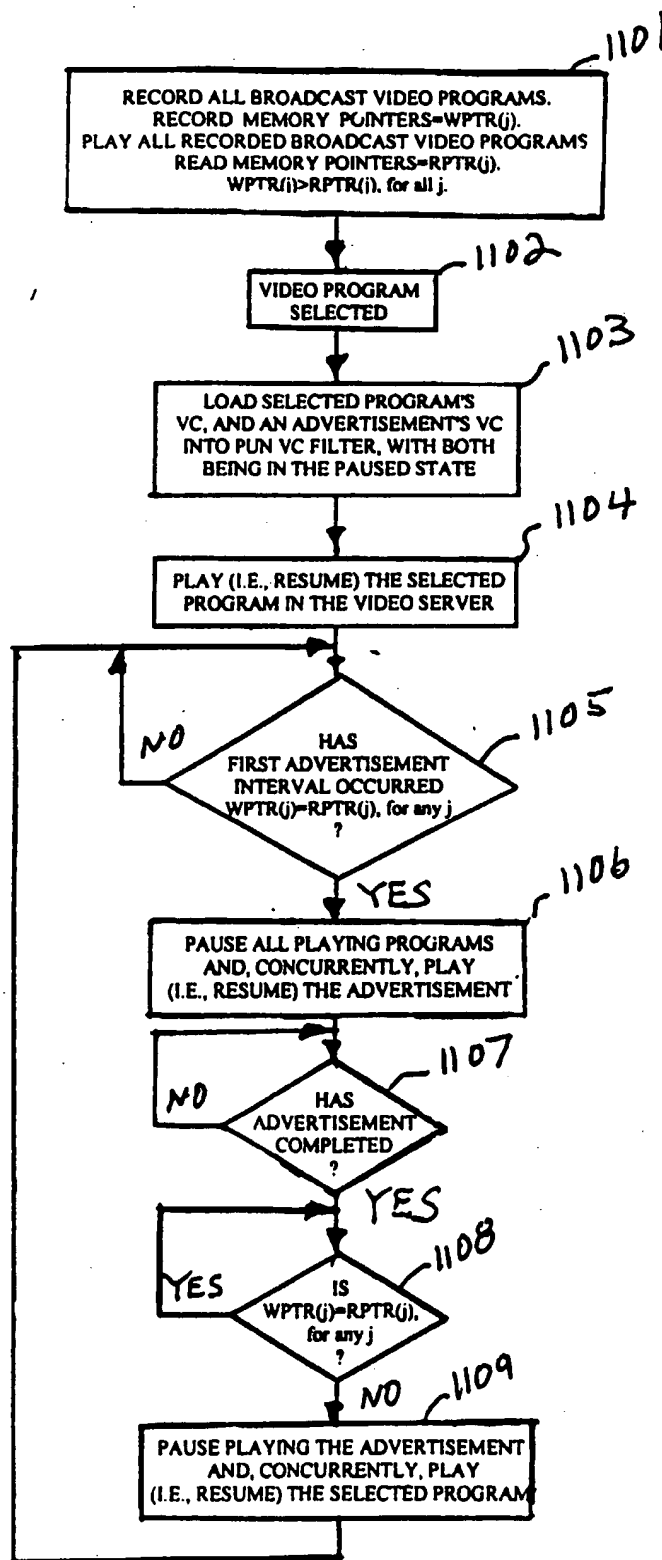 1101
RECORD ALL BROADCAST VIDEO PROGRAMS.
RECORD MEMORY POINTERS=WPTR(j).
PLAY ALL RECORDED BROADCAST VIDEO PROGRAMS
READ MEMORY POINTERS=RPTR(j).
WPTR(j)>RPTR(j), for all j.
1102
VIDEO PROGRAM
SELECTED
1103
LOAD SELECTED PROGRAM'S
VC, AND AN ADVERTISEMENT'S VC
INTO PUN VC FILTER, WITH BOTH
BEING IN THE PAUSED STATE
1104
PLAY (I.E., RESUME) THE SELECTED
PROGRAM IN THE VIDEO SERVER
1105
NO
HAS
FIRST ADVERTISEMENT
INTERVAL OCCURRED
WPTR(j)=RPTR(j), for any j
?
YES
1106
PAUSE ALL PLAYING PROGRAMS
AND, CONCURRENTLY, PLAY
(I.E., RESUME) THE ADVERTISEMENT
1107
NO
HAS
ADVERTISEMENT
COMPLETED
?
YES
1108
YES
IS
WPTR(j)=RPTR(j),
for any j
?
NO
1109
PAUSE PLAYING THE ADVERTISEMENT
AND, CONCURRENTLY, PLAY
(I.E., RESUME) THE SELECTED PROGRAM